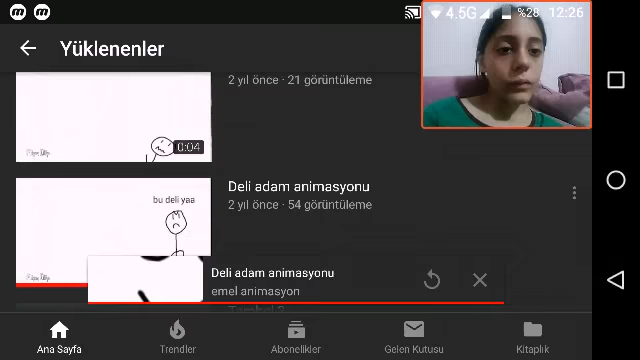 4.5G %28 12:26
Yüklenenler
2 yıl önce · 21 görüntüleme
0:04
Deli adam animasyonu
2 yıl önce · 54 görüntüleme
bu deli yaa
Deli adam animasyonu
emel animasyon
Ana Sayfa
Trendler
Abonelikler
Gelen Kutusu
Kitaplık